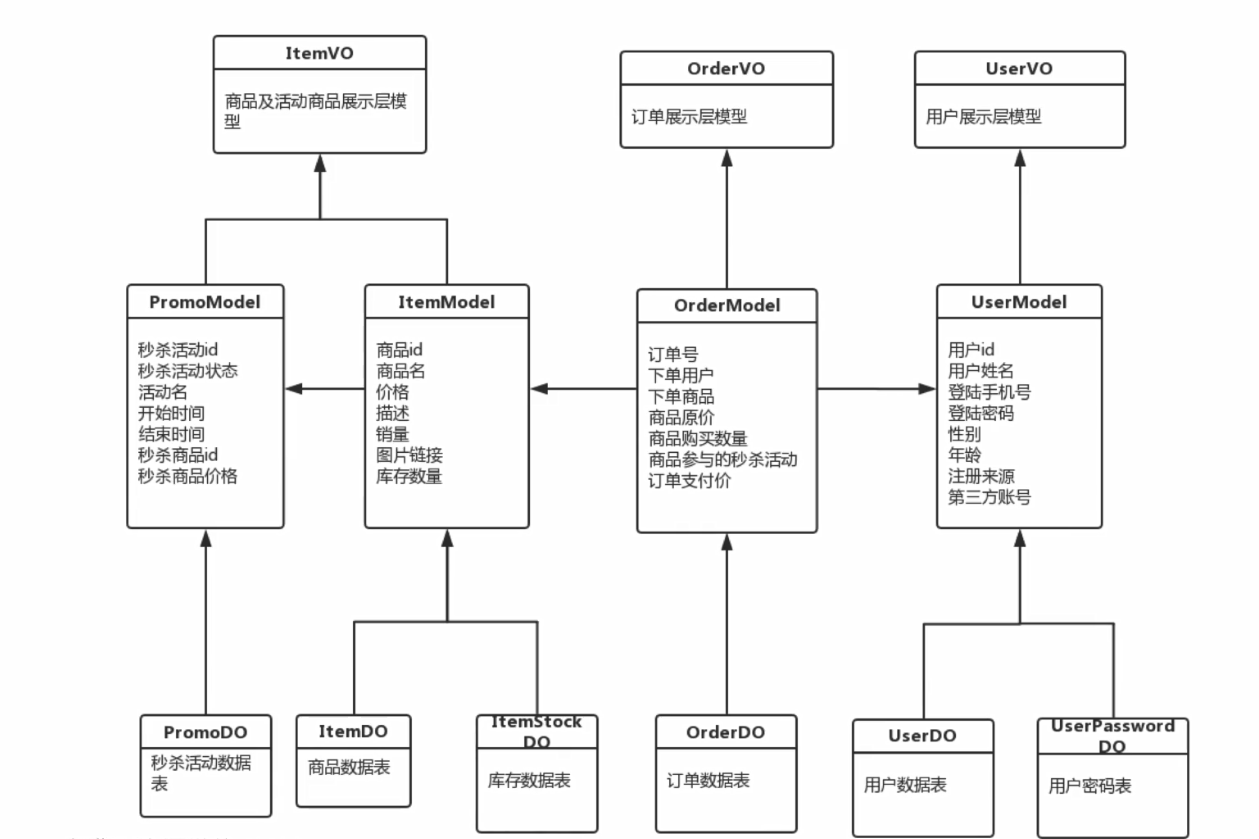 ItemVO
商品及活动商品展示层模
型
OrderVO
订单展示层模型
UserVO
用户展示层模型
PromoModel
秒杀活动id
秒杀活动状态
活动名
开始时间
结束时间
秒杀商品id
秒杀商品价格
ItemModel
商品id
商品名
价格
描述
销量
图片链接
库存数量
OrderModel
订单号
下单用户
下单商品
商品原价
商品购买数量
商品参与的秒杀活动
订单支付价
UserModel
用户id
用户姓名
登陆手机号
登陆密码
性别
年龄
注册来源
第三方账号
PromoDO
秒杀活动数据
表
ItemDO
商品数据表
ItemStock
DO
库存数据表
OrderDO
订单数据表
UserDO
用户数据表
UserPassword
DO
用户密码表